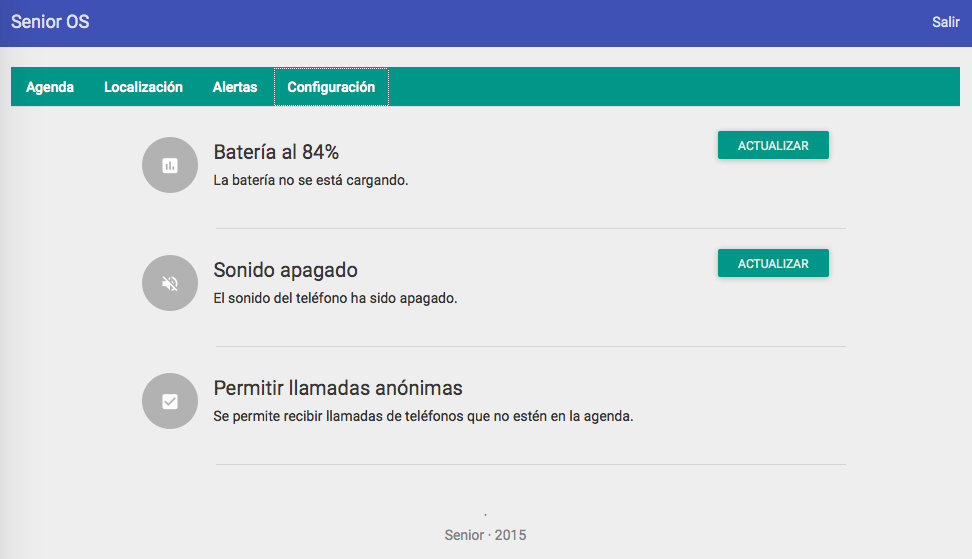 Senior OS
Salir
Agenda Localización Alertas Configuración
Batería al 84%
ACTUALIZAR
La batería no se está cargando.
Sonido apagado
ACTUALIZAR
El sonido del teléfono ha sido apagado.
Permitir llamadas anónimas
Se permite recibir llamadas de teléfonos que no estén en la agenda.
.
Senior · 2015